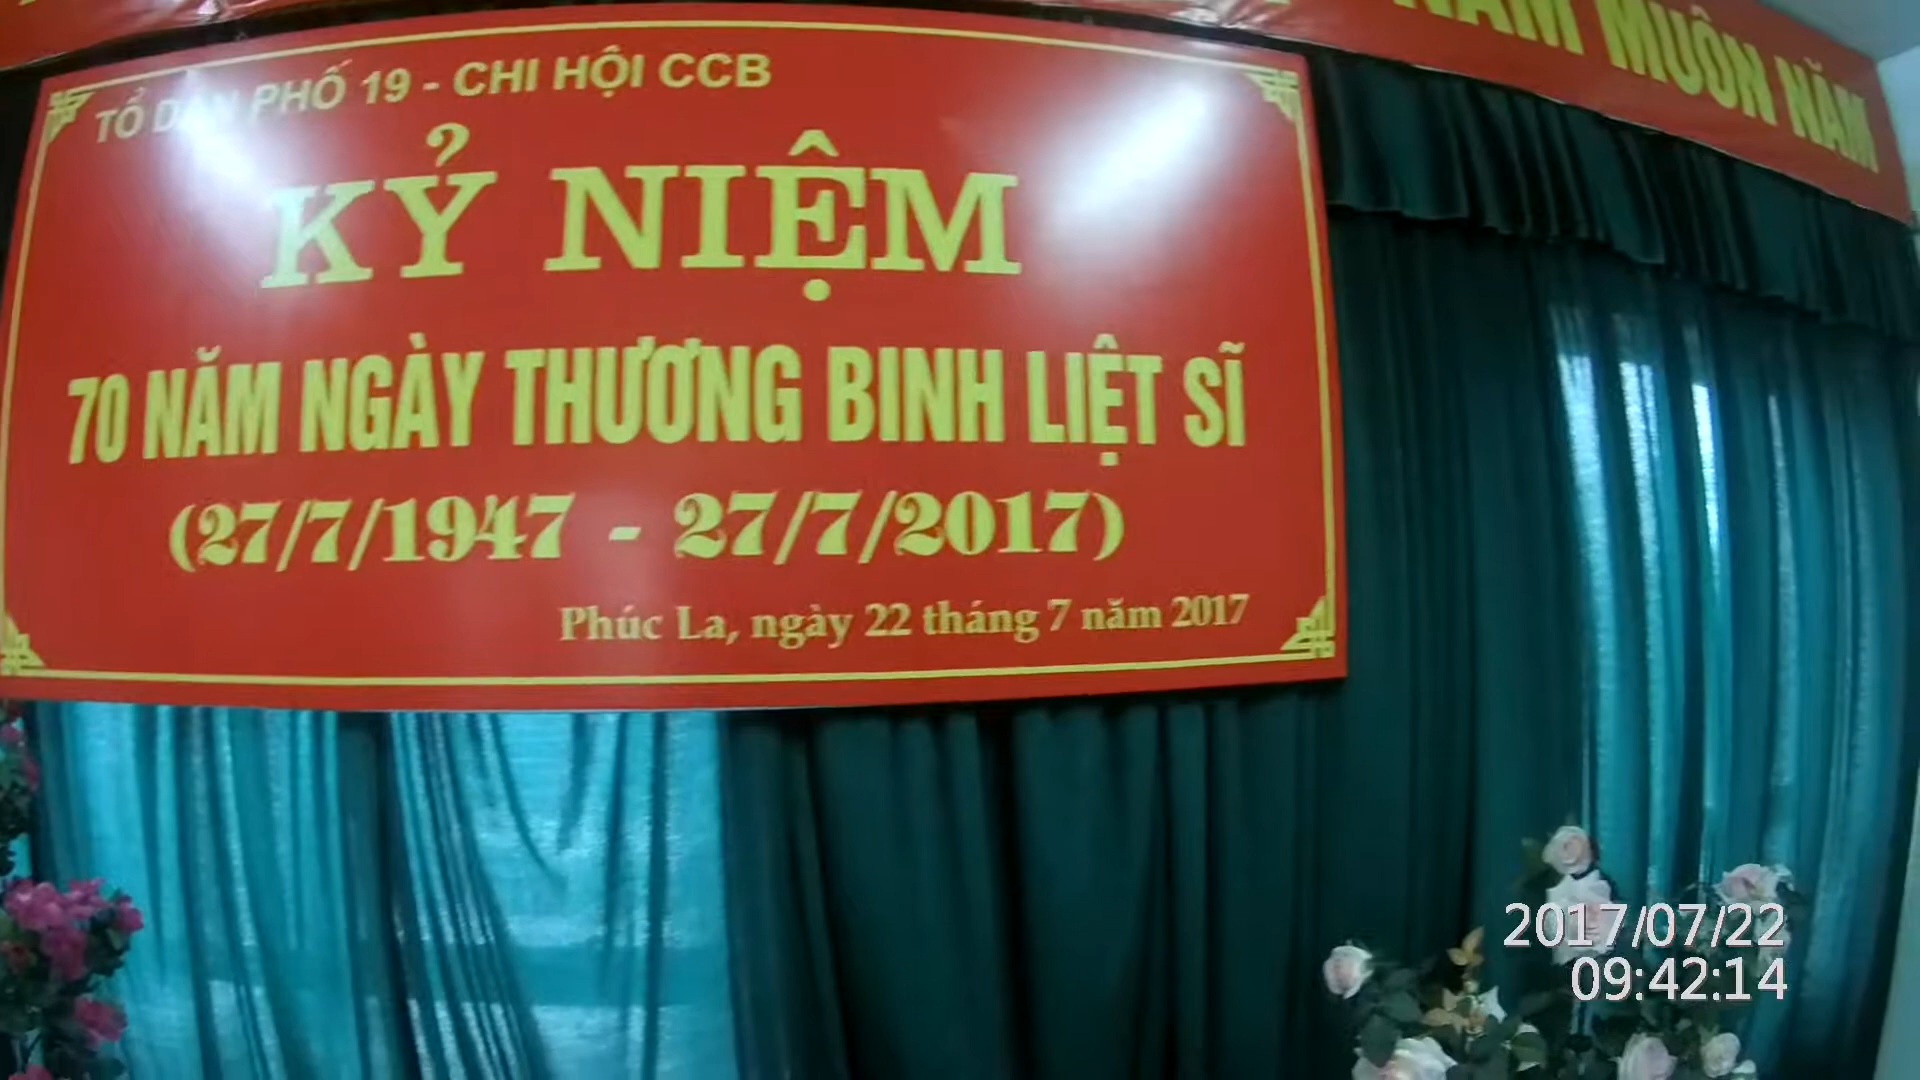 NĂM MUÔN NĂM
TỔ DÂN PHỐ 19 - CHI HỘI CCB
KỶ NIỆM
70 NĂM NGÀY THƯƠNG BINH LIỆT SĨ
(27/7/1947 - 27/7/2017)
Phúc La, ngày 22 tháng 7 năm 2017
2017/07/22
09:42:14